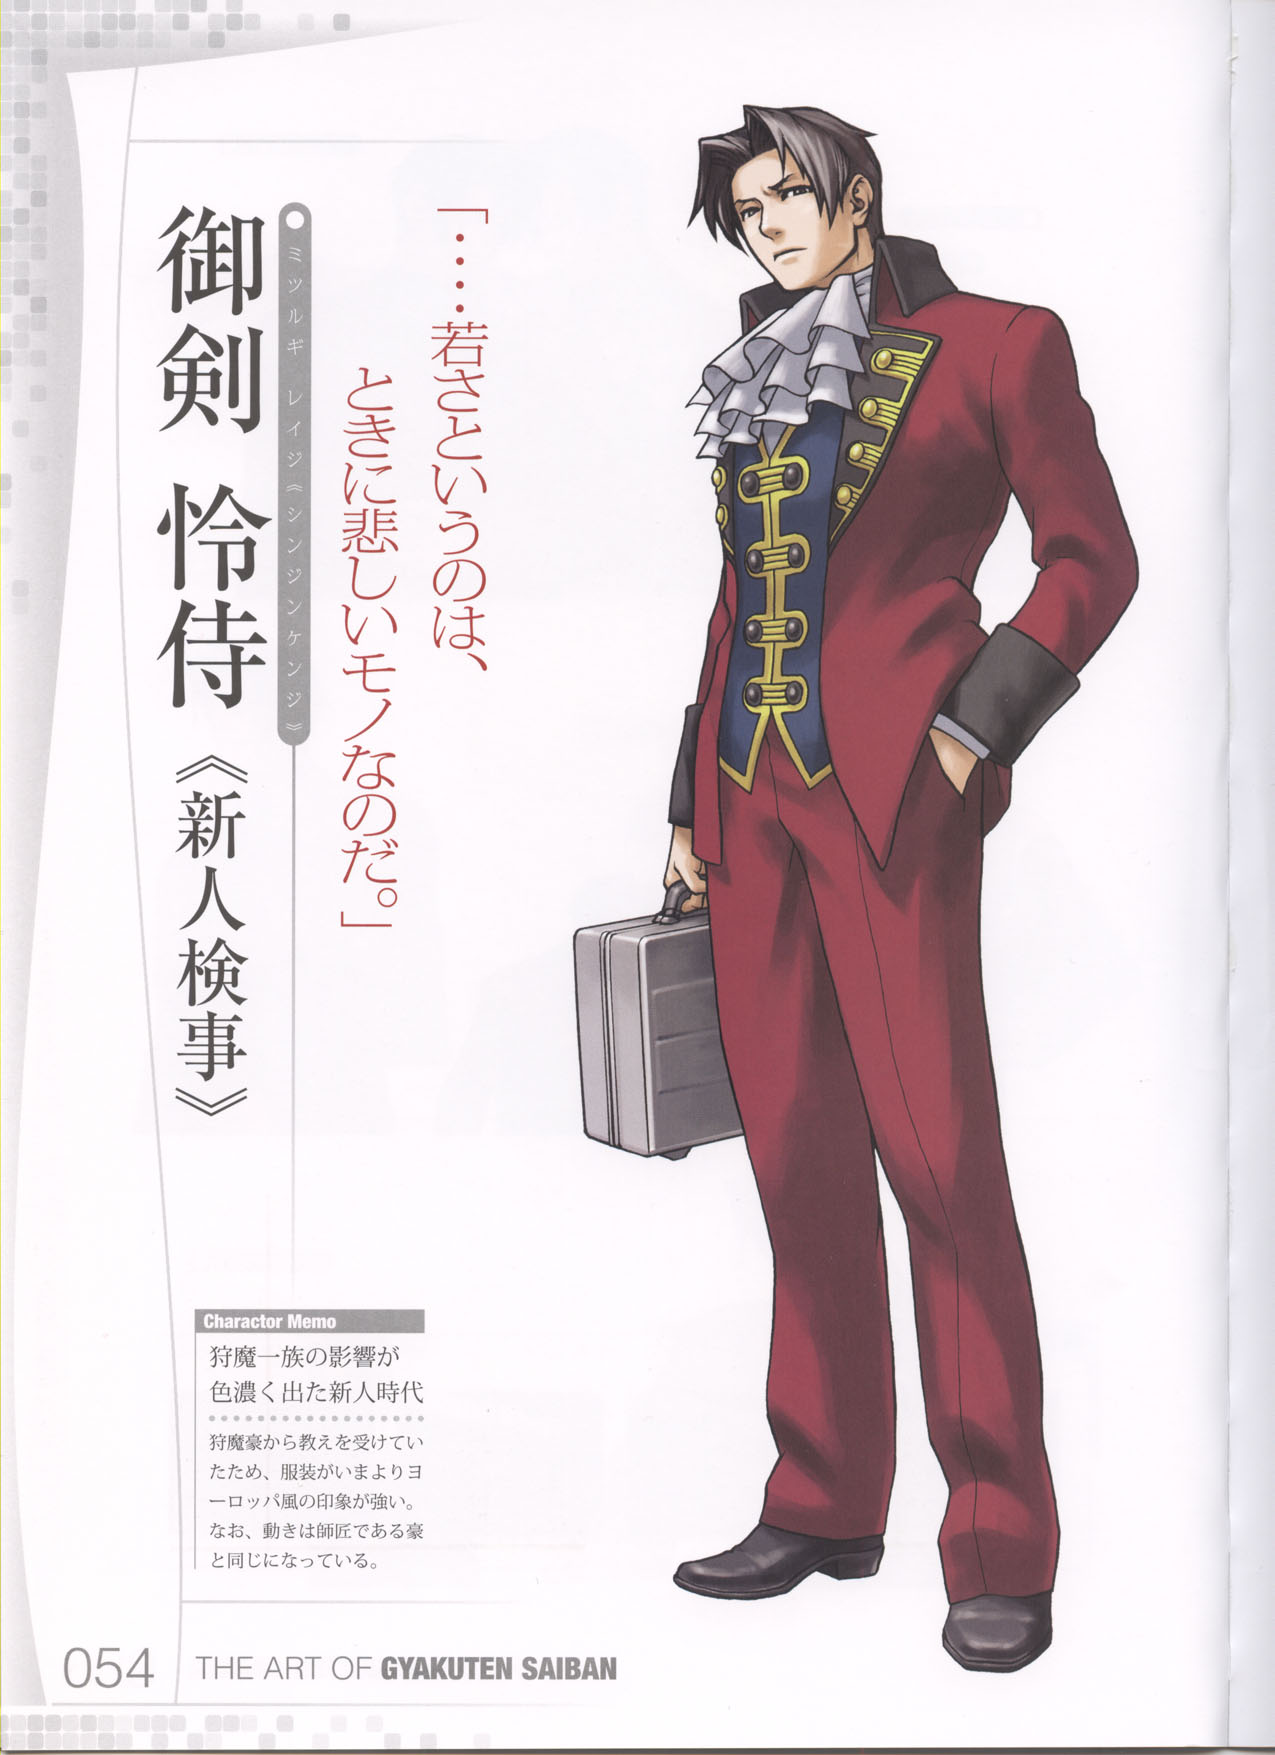 「‥‥若さというのは、
ときに悲しいモノなのだ。」
ミツルギ レイジ《シンジンケンジ》
御剣 怜侍《新人検事》
Charactor Memo
狩魔一族の影響が
色濃く出た新人時代
狩魔豪から教えを受けてい
たため、服装がいまよりヨ
ーロッパ風の印象が強い。
なお、動きは師匠である豪
と同じになっている。
054 THE ART OF GYAKUTEN SAIBAN